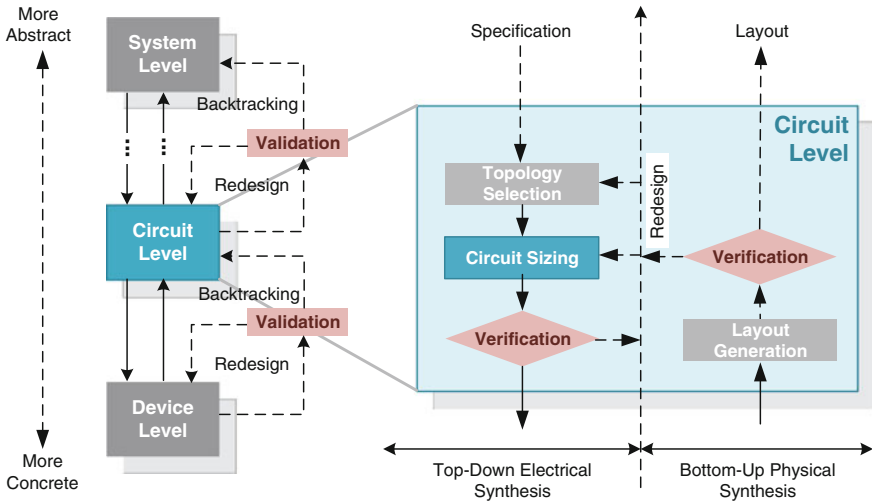 More
Abstract
System
Level
Backtracking
Validation
Redesign
Circuit
Level
Backtracking
Validation
Redesign
Device
Level
More
Concrete
Specification
Layout
Circuit
Level
Topology
Selection
Redesign
Circuit Sizing
Verification
Verification
Layout
Generation
Top-Down Electrical
Synthesis
Bottom-Up Physical
Synthesis